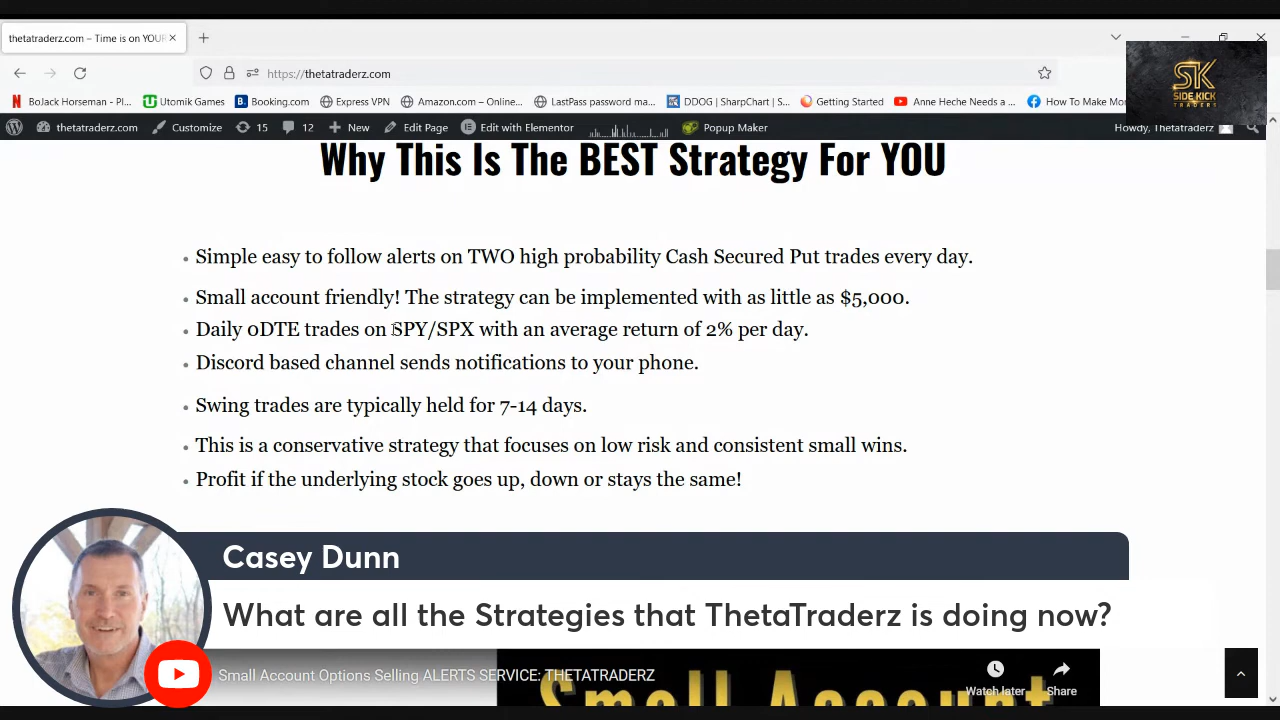 thetatraderz.com – Time is on YOUR
https://thetatraderz.com
SK
SIDE KICK
TRADERS
BoJack Horseman - Pl...
Utomik Games
Booking.com
Express VPN
Amazon.com: Online...
LastPass password ma...
DDOG | SharpChart | S...
Getting Started
Anne Heche Needs a ...
How To Make Mor
thetatraderz.com
Customize
15
12
New
Edit Page
Edit with Elementor
Popup Maker
Howdy, Thetatraderz
Why This Is The BEST Strategy For YOU
• Simple easy to follow alerts on TWO high probability Cash Secured Put trades every day.
• Small account friendly! The strategy can be implemented with as little as $5,000.
• Daily 0DTE trades on SPY/SPX with an average return of 2% per day.
• Discord based channel sends notifications to your phone.
• Swing trades are typically held for 7-14 days.
• This is a conservative strategy that focuses on low risk and consistent small wins.
• Profit if the underlying stock goes up, down or stays the same!
Casey Dunn
What are all the Strategies that ThetaTraderz is doing now?
Small Account Options Selling ALERTS SERVICE: THETATRADERZ
Watch later
Share
Small Account